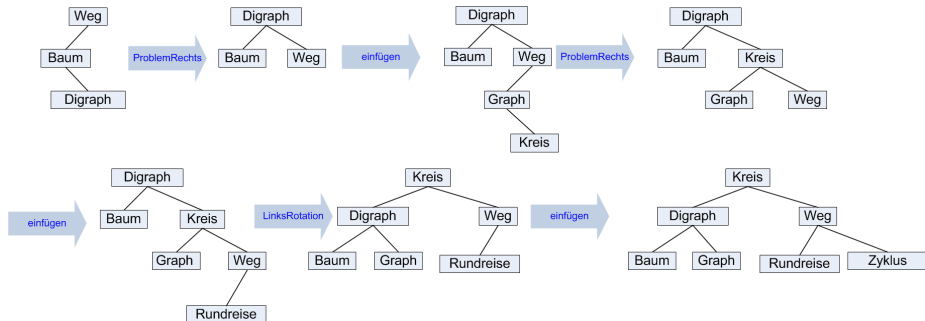 Weg
Baum
Digraph
ProblemRechts
Digraph
Baum Weg
einfügen
Digraph
Baum Weg
Graph
Kreis
ProblemRechts
Digraph
Baum Kreis
Graph Weg
einfügen
Digraph
Baum Kreis
Graph Weg
Rundreise
LinksRotation
Kreis
Digraph Weg
Baum Graph Rundreise
einfügen
Kreis
Digraph Weg
Baum Graph Rundreise Zyklus